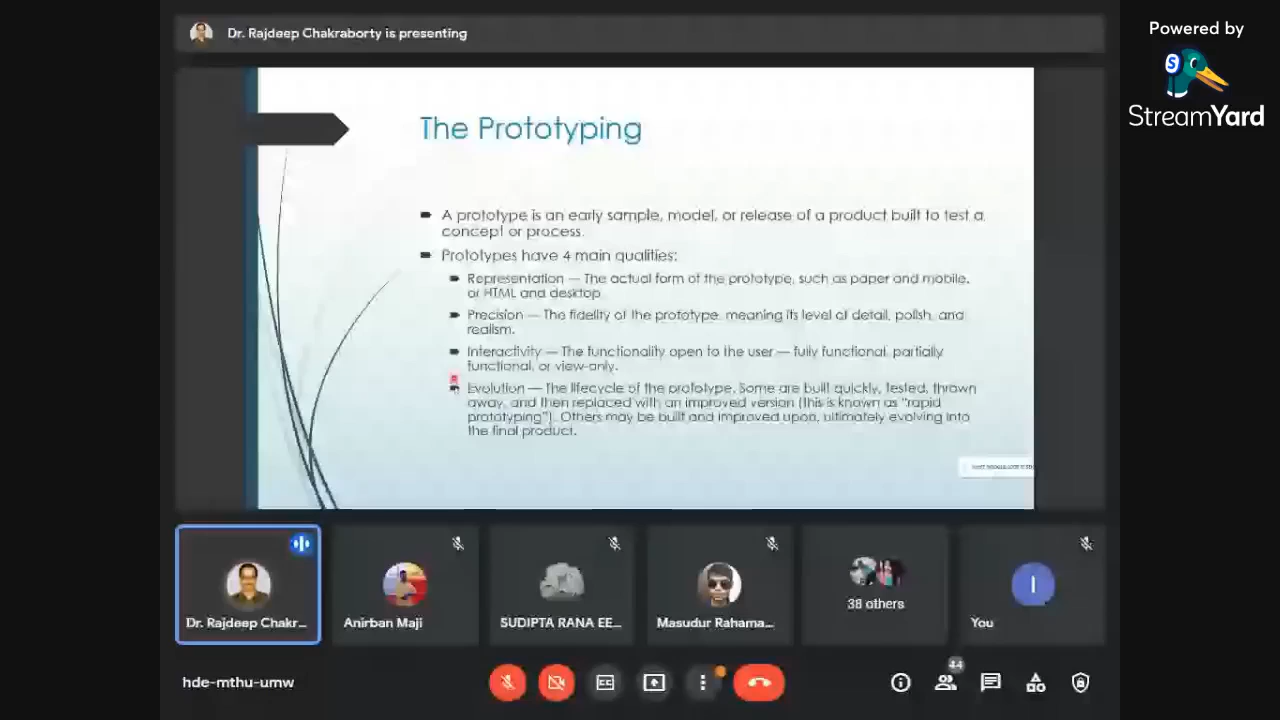 Dr. Rajdeep Chakraborty is presenting
Powered by
S
StreamYard
The Prototyping
A prototype is an early sample, model, or release of a product built to test a
concept or process.
Prototypes have 4 main qualities:
Representation — The actual form of the prototype, such as paper and mobile,
or HTML and desktop
Precision — The fidelity of the prototype, meaning its level of detail, polish, and
realism.
Interactivity — The functionality open to the user — fully functional, partially
functional, or view-only.
Evolution — The lifecycle of the prototype. Some are built quickly, tested, thrown
away, and then replaced with an improved version (this is known as "rapid
prototyping"). Others may be built and improved upon, ultimately evolving into
the final product.
Dr. Rajdeep Chakr...
Anirban Maji
SUDIPTA RANA EE...
Masudur Rahama...
38 others
I
You
hde-mthu-umw
CC
44